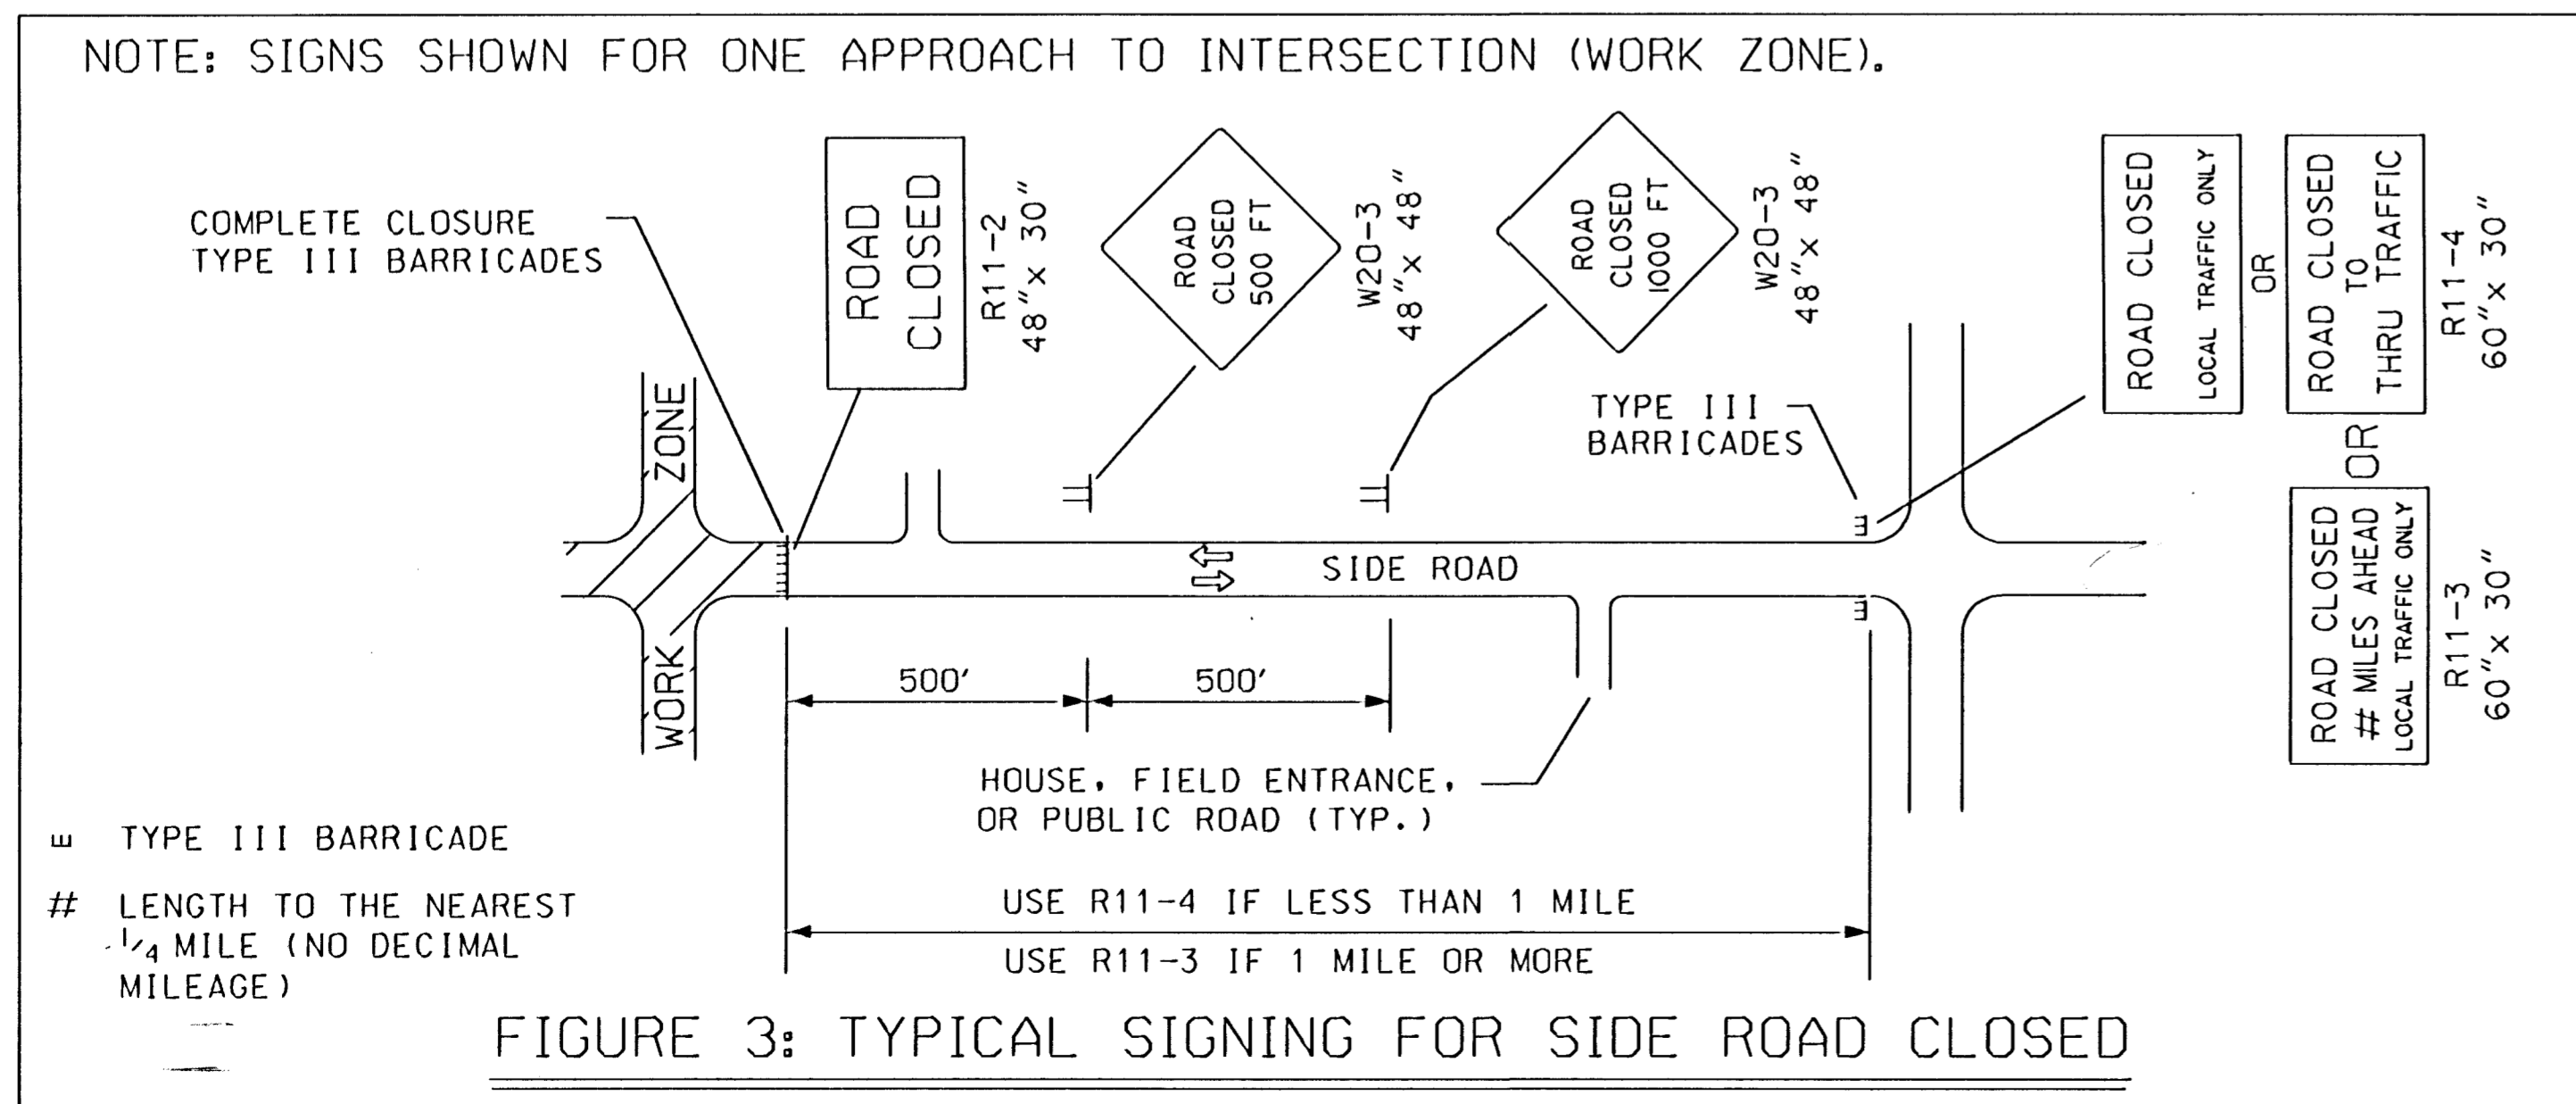 NOTE: SIGNS SHOWN FOR ONE APPROACH TO INTERSECTION (WORK ZONE).
COMPLETE CLOSURE
TYPE III BARRICADES
ROAD
CLOSED
R11-2
48"x 30"
ROAD
CLOSED
500 FT
W20-3
48"x 48"
ROAD
CLOSED
1000 FT
W20-3
48"x 48"
TYPE III
BARRICADES
ROAD CLOSED
LOCAL TRAFFIC ONLY
OR
ROAD CLOSED
TO
THRU TRAFFIC
R11-4
60"x 30"
OR
ROAD CLOSED
# MILES AHEAD
LOCAL TRAFFIC ONLY
R11-3
60"x 30"
WORK ZONE
SIDE ROAD
500'
500'
HOUSE, FIELD ENTRANCE,
OR PUBLIC ROAD (TYP.)
USE R11-4 IF LESS THAN 1 MILE
USE R11-3 IF 1 MILE OR MORE
TYPE III BARRICADE
# LENGTH TO THE NEAREST
1/4 MILE (NO DECIMAL
MILEAGE)
FIGURE 3: TYPICAL SIGNING FOR SIDE ROAD CLOSED